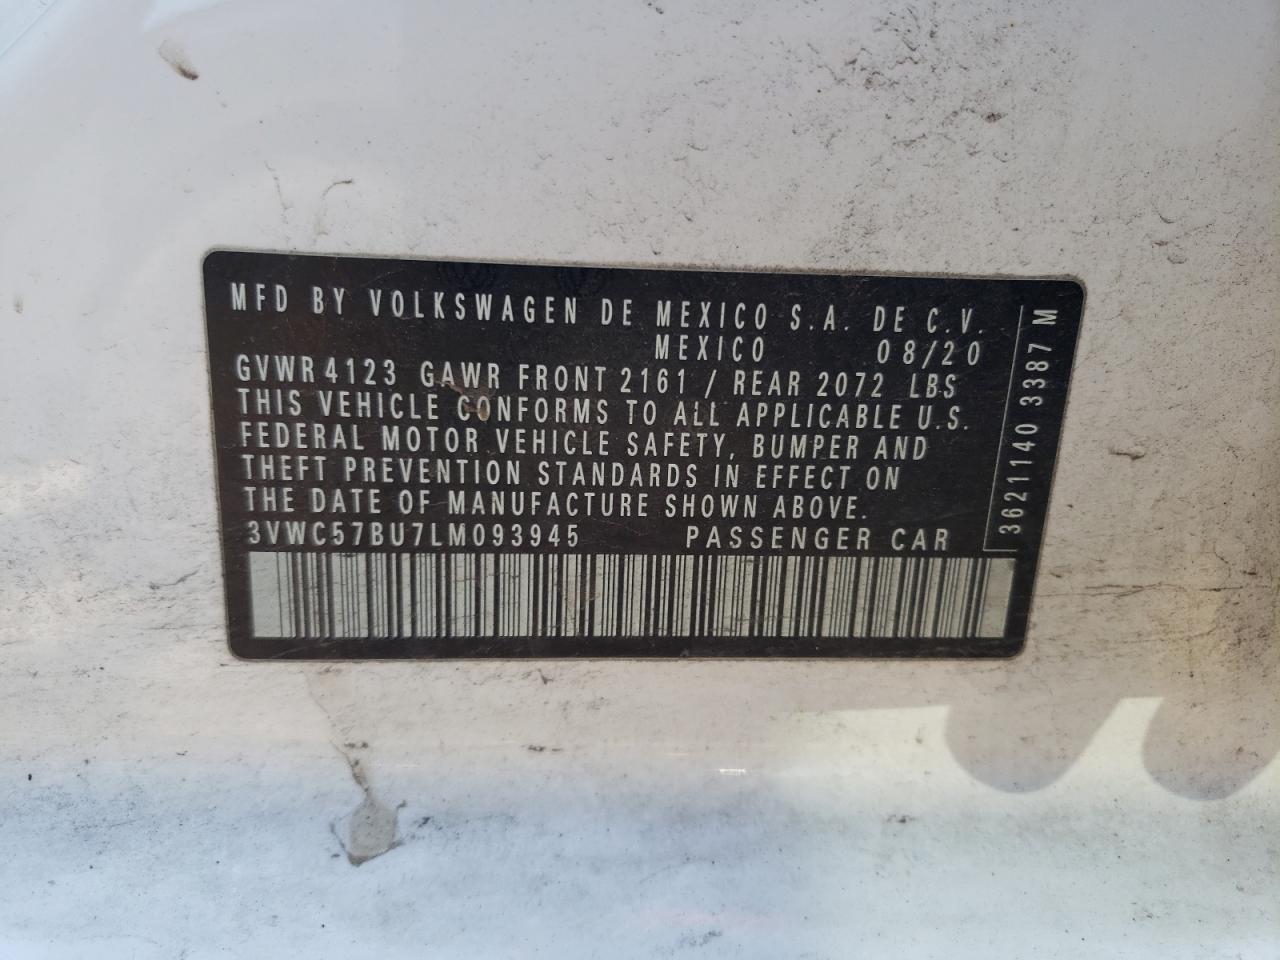 MFD BY VOLKSWAGEN DE MEXICO S.A. DE C.V.
MEXICO 08/20
GVWR 4123 GAWR FRONT 2161 / REAR 2072 LBS
THIS VEHICLE CONFORMS TO ALL APPLICABLE U.S.
FEDERAL MOTOR VEHICLE SAFETY, BUMPER AND
THEFT PREVENTION STANDARDS IN EFFECT ON
THE DATE OF MANUFACTURE SHOWN ABOVE.
3VWC57BU7LM093945 PASSENGER CAR
3621140 3387 M